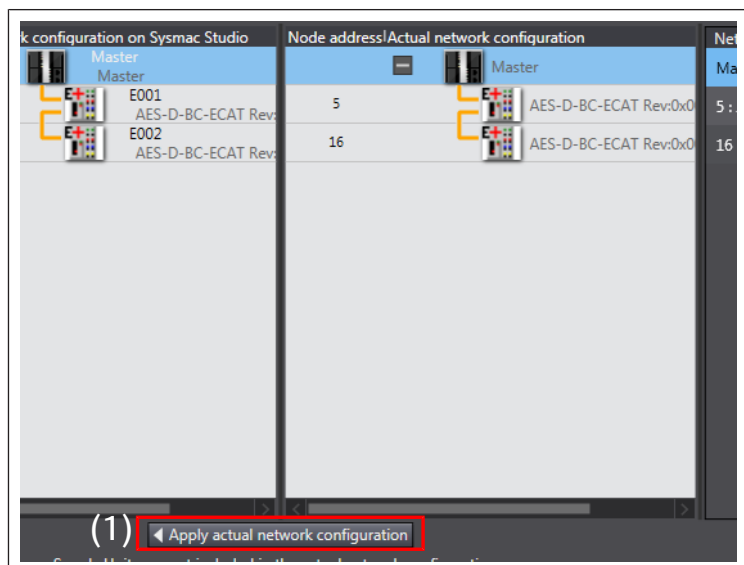 k configuration on Sysmac Studio
Master
Master
E001
AES-D-BC-ECAT Rev:
E002
AES-D-BC-ECAT Rev:
Node address Actual network configuration
Master
5
AES-D-BC-ECAT Rev:0x0
16
AES-D-BC-ECAT Rev:0x0
Net
Ma
5:
16
(1)
Apply actual network configuration